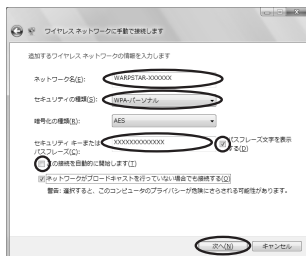 ワイヤレス ネットワークに手動で接続します
追加するワイヤレス ネットワークの情報を入力します
ネットワーク名(E): WARPSTAR-XXXXXX
セキュリティの種類(S): WPA-パーソナル
暗号化の種類(R): AES
セキュリティ キーまたは XXXXXXXXXXXXX
パスフレーズ(C):
パスフレーズ文字を表示
する(D)
この接続を自動的に開始します(T)
ネットワークがブロードキャストを行っていない場合でも接続する(O)
警告: 選択すると、このコンピュータのプライバシーが危険にさらされる可能性があります。
次へ(N) キャンセル